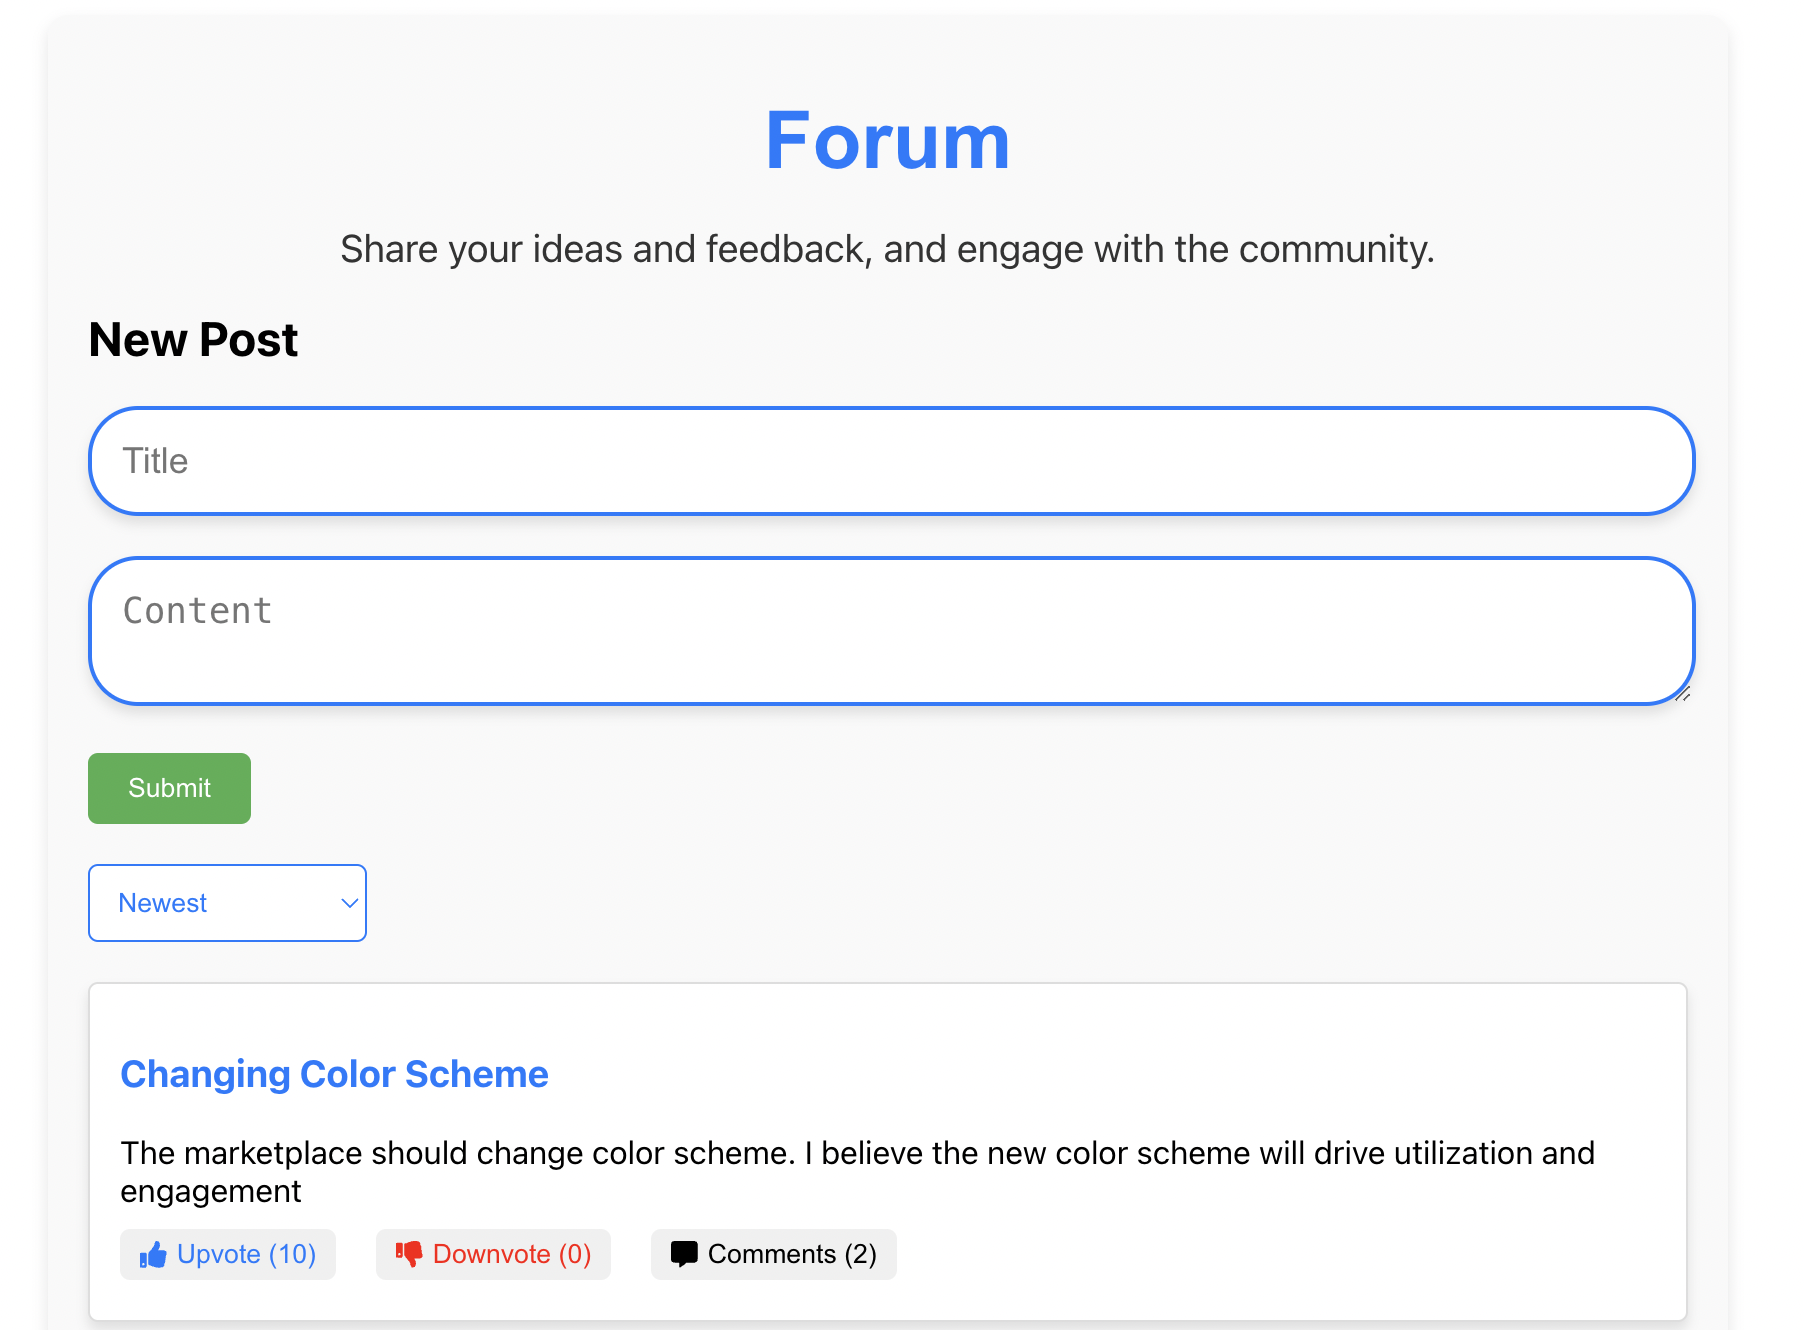 Forum
Share your ideas and feedback, and engage with the community.
New Post
Title
Content
Submit
Newest
Changing Color Scheme
The marketplace should change color scheme. I believe the new color scheme will drive utilization and
engagement
Upvote (10) Downvote (0) Comments (2)